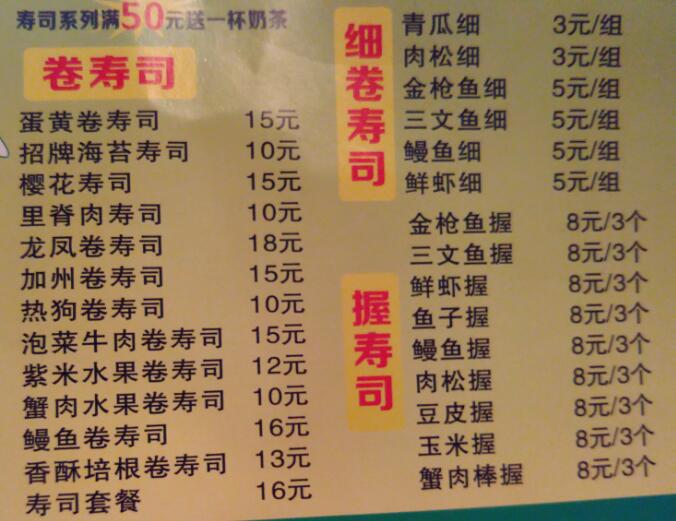 寿司系列满50元送一杯奶茶
卷寿司
蛋黄卷寿司 15元
招牌海苔寿司 10元
樱花寿司 15元
里脊肉寿司 10元
龙凤卷寿司 18元
加州卷寿司 15元
热狗卷寿司 10元
泡菜牛肉卷寿司 15元
紫米水果卷寿司 12元
蟹肉水果卷寿司 10元
鳗鱼卷寿司 16元
香酥培根卷寿司 13元
寿司套餐 16元
细卷寿司
青瓜细 3元/组
肉松细 3元/组
金枪鱼细 5元/组
三文鱼细 5元/组
鳗鱼细 5元/组
鲜虾细 5元/组
握寿司
金枪鱼握 8元/3个
三文鱼握 8元/3个
鲜虾握 8元/3个
鱼子握 8元/3个
鳗鱼握 8元/3个
肉松握 8元/3个
豆皮握 8元/3个
玉米握 8元/3个
蟹肉棒握 8元/3个